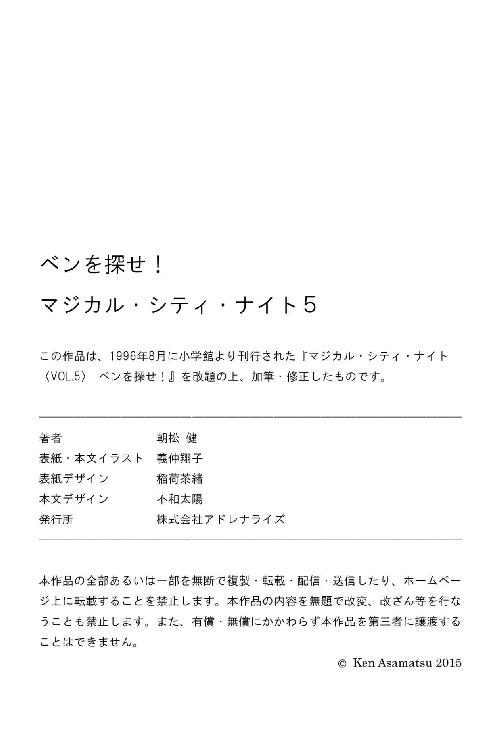 ベンを探せ！
マジカル・シティ・ナイト５
この作品は、1996年8月に小学館より刊行された『マジカル・シティ・ナイト
〈VOL.5〉　ベンを探せ！』を改題の上、加筆・修正したものです。
著者　朝松 健
表紙・本文イラスト　義仲翔子
表紙デザイン　稲荷茶緒
本文デザイン　不和太陽
発行所　株式会社アドレナライズ
本作品の全部あるいは一部を無断で複製・転載・配信・送信したり、ホームペー
ジ上に転載することを禁止します。本作品の内容を無題で改変、改ざん等を行な
うことも禁止します。また、有償・無償にかかわらず本作品を第三者に譲渡する
ことはできません。
© Ken Asamatsu 2015